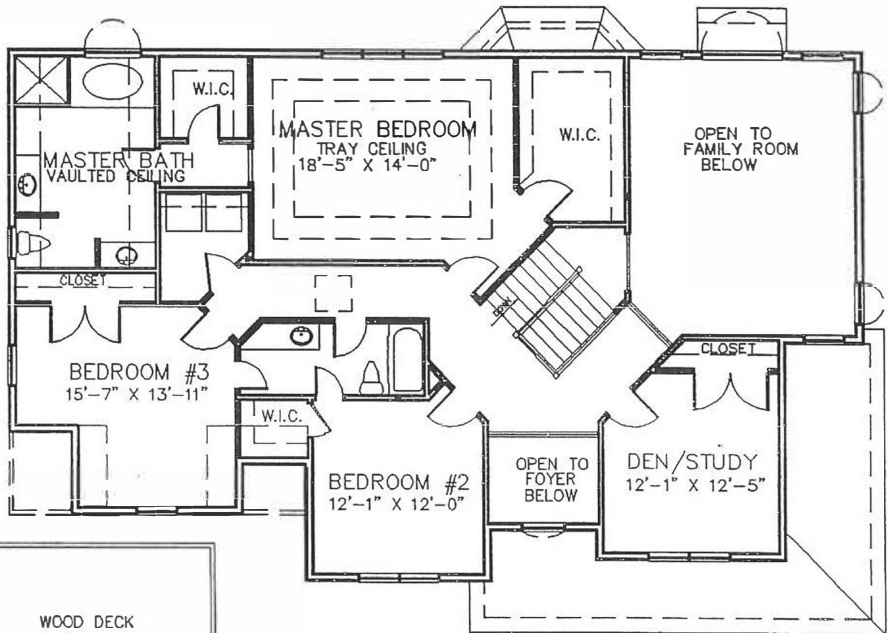 W.I.C.
MASTER BEDROOM
TRAY CEILING
18'-5" X 14'-0"
W.I.C.
OPEN TO
FAMILY ROOM
BELOW
MASTER BATH
VAULTED CEILING
CLOSET
DOWN
BEDROOM #3
15'-7" X 13'-11"
CLOSET
W.I.C.
BEDROOM #2
12'-1" X 12'-0"
OPEN TO
FOYER
BELOW
DEN/STUDY
12'-1" X 12'-5"
WOOD DECK